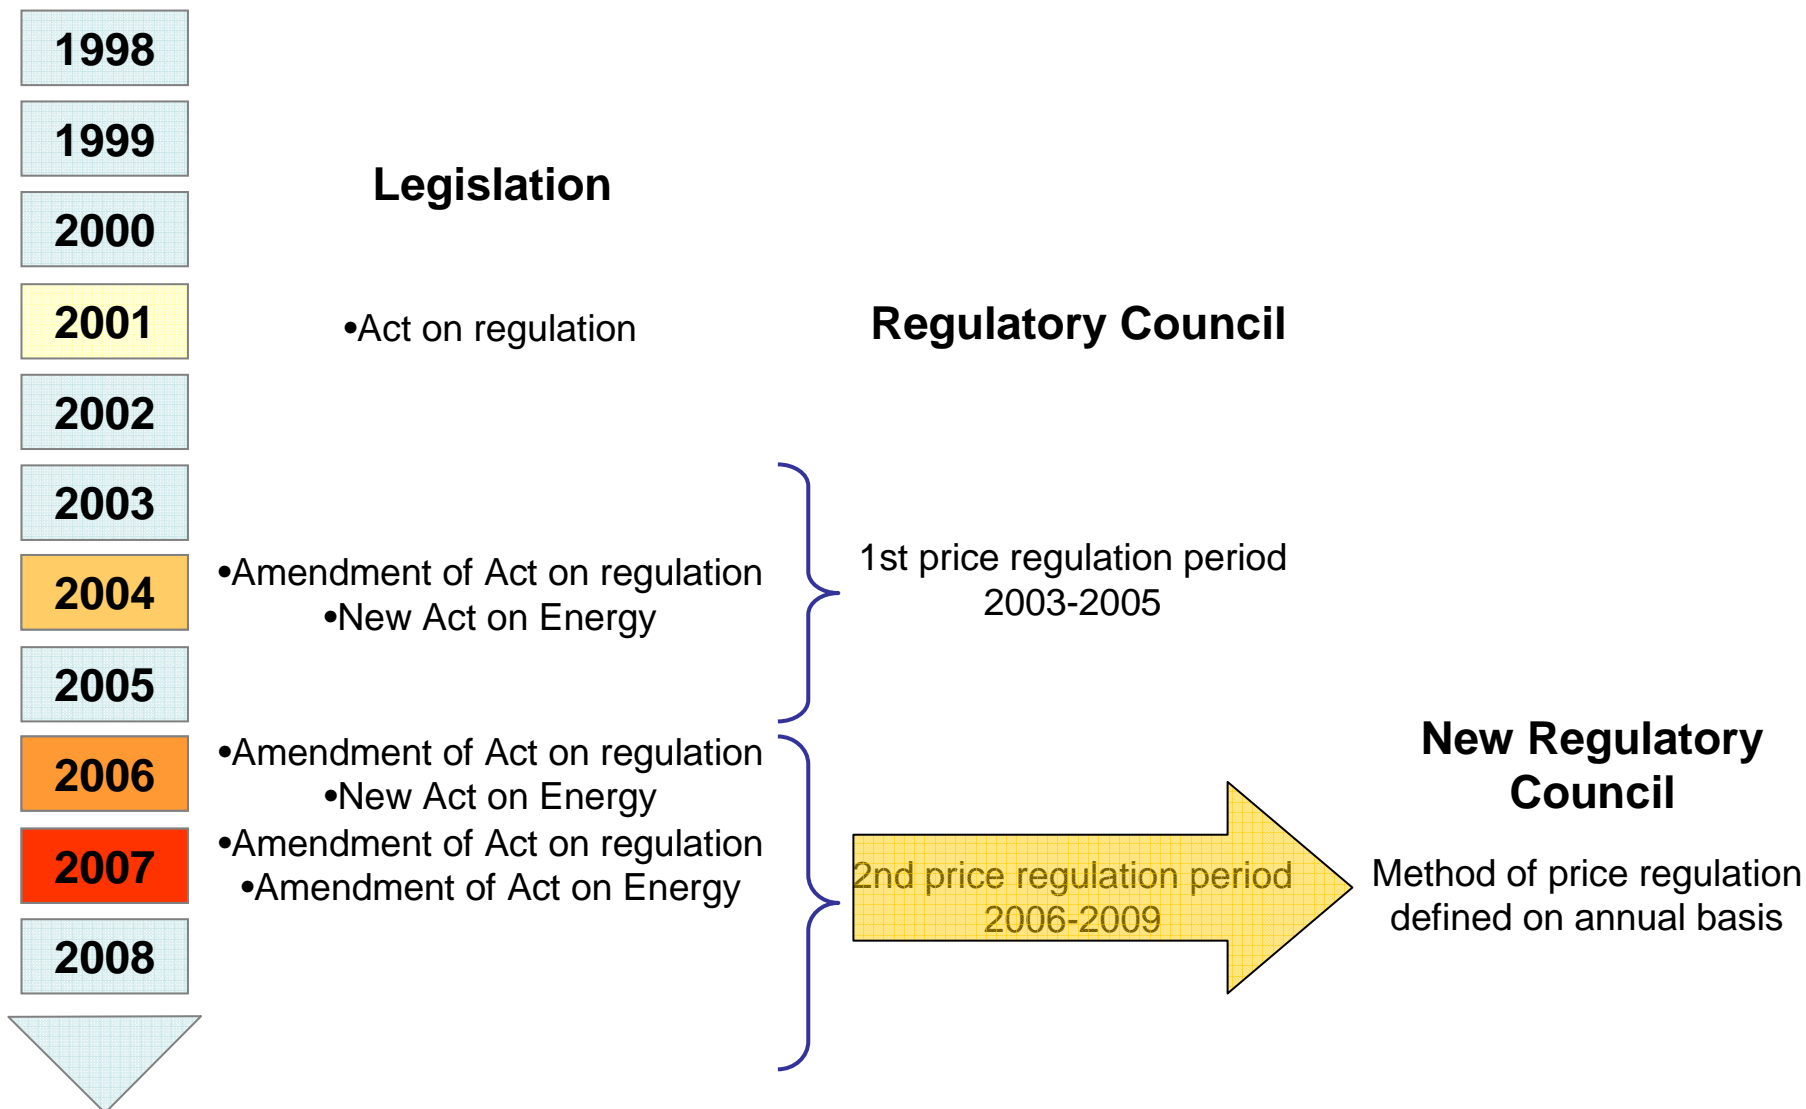 1998
1999
Legislation
2000
2001
•Act on regulation
Regulatory Council
2002
2003
2004
•Amendment of Act on regulation
•New Act on Energy
1st price regulation period
2003-2005
2005
2006
•Amendment of Act on regulation
•New Act on Energy
New Regulatory
Council
2007
•Amendment of Act on regulation
•Amendment of Act on Energy
2nd price regulation period
2006-2009
Method of price regulation
defined on annual basis
2008